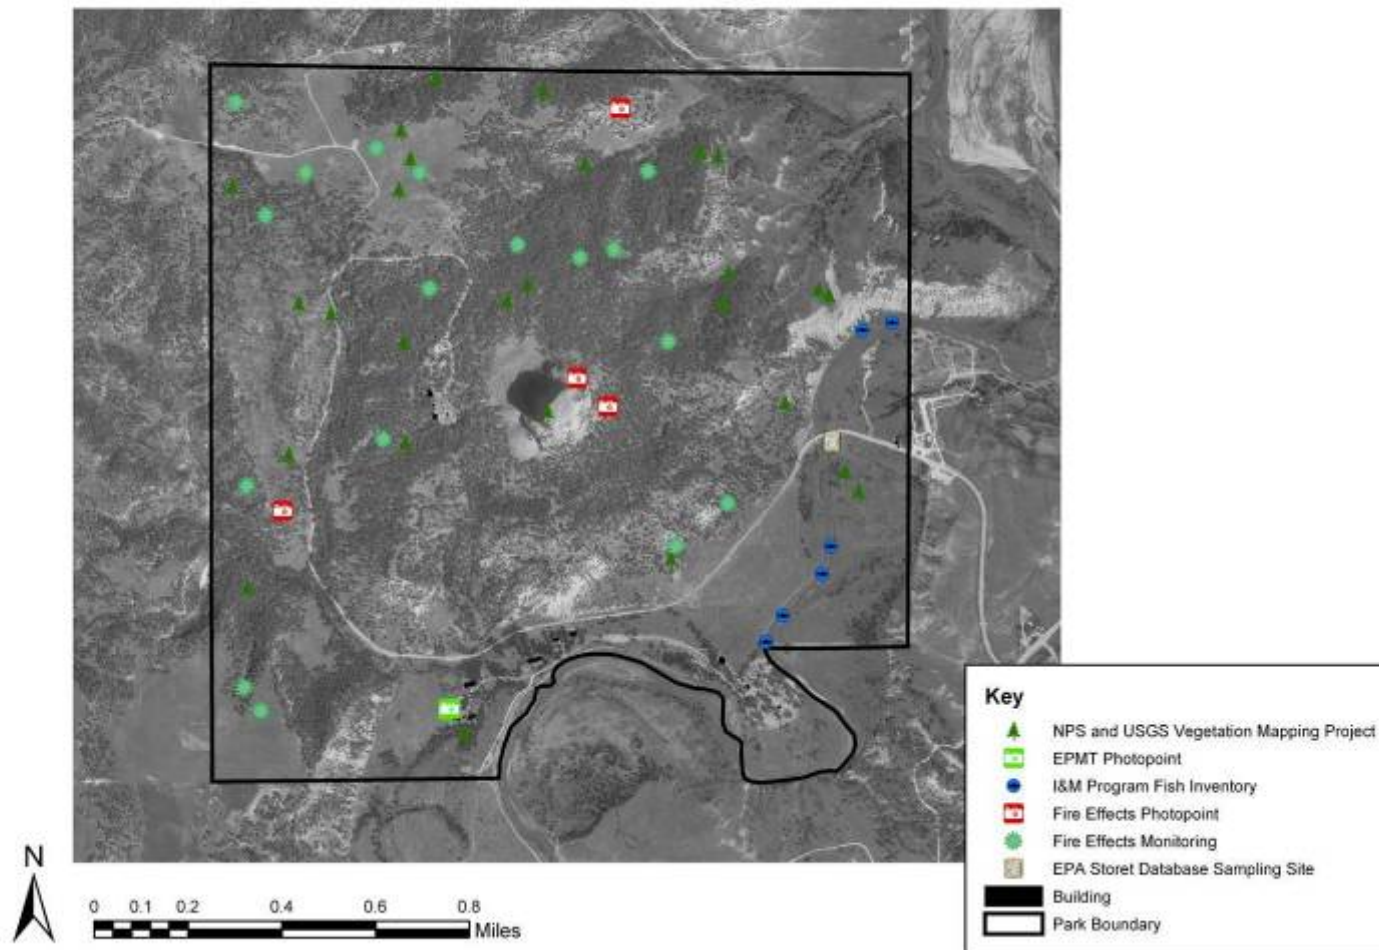 Key
NPS and USGS Vegetation Mapping Project
EPMT Photopoint
I&M Program Fish Inventory
Fire Effects Photopoint
Fire Effects Monitoring
EPA Storet Database Sampling Site
Building
Park Boundary
N
0 0.1 0.2 0.4 0.6 0.8
Miles